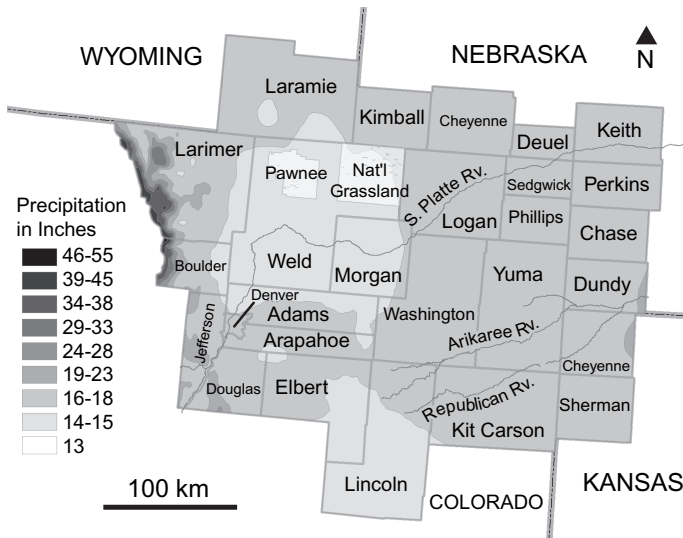 WYOMING
NEBRASKA
N
Laramie
Kimball
Cheyenne
Deuel
Keith
Larimer
Pawnee
Nat'l
Grassland
S. Platte Rv.
Sedgwick
Perkins
Logan
Phillips
Chase
Precipitation
in Inches
46-55
39-45
34-38
29-33
24-28
19-23
16-18
14-15
13
Boulder
Weld
Morgan
Yuma
Dundy
Denver
Adams
Washington
Jefferson
Arapahoe
Arikaree Rv.
Cheyenne
Douglas
Elbert
Republican Rv.
Sherman
Kit Carson
100 km
Lincoln
COLORADO
KANSAS